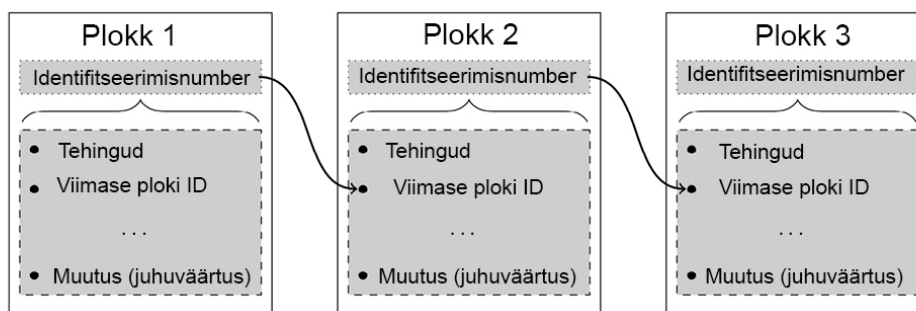 Plokk 1
Identifitseerimisnumber
Tehingud
Viimase ploki ID
...
Muutus (juhuväärtus)
Plokk 2
Identifitseerimisnumber
Tehingud
Viimase ploki ID
...
Muutus (juhuväärtus)
Plokk 3
Identifitseerimisnumber
Tehingud
Viimase ploki ID
...
Muutus (juhuväärtus)